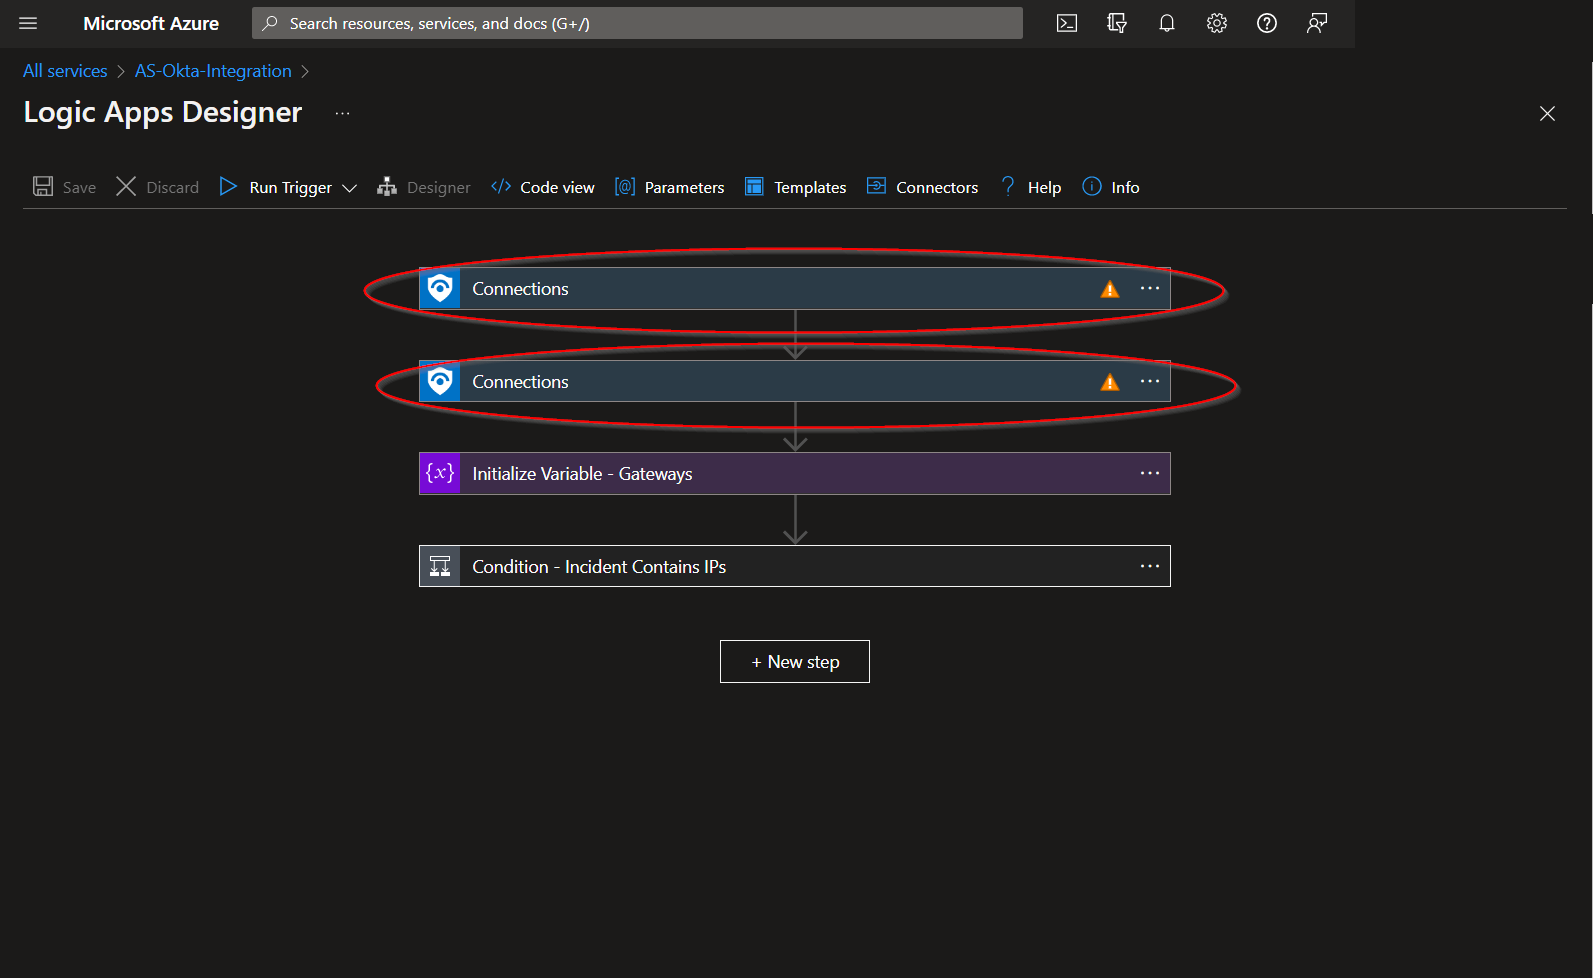 Microsoft Azure
Search resources, services, and docs (G+/)
All services > AS-Okta-Integration >
Logic Apps Designer ...
Save Discard Run Trigger Designer Code view Parameters Templates Connectors Help Info
Connections
Connections
{x} Initialize Variable - Gateways
Condition - Incident Contains IPs
+ New step